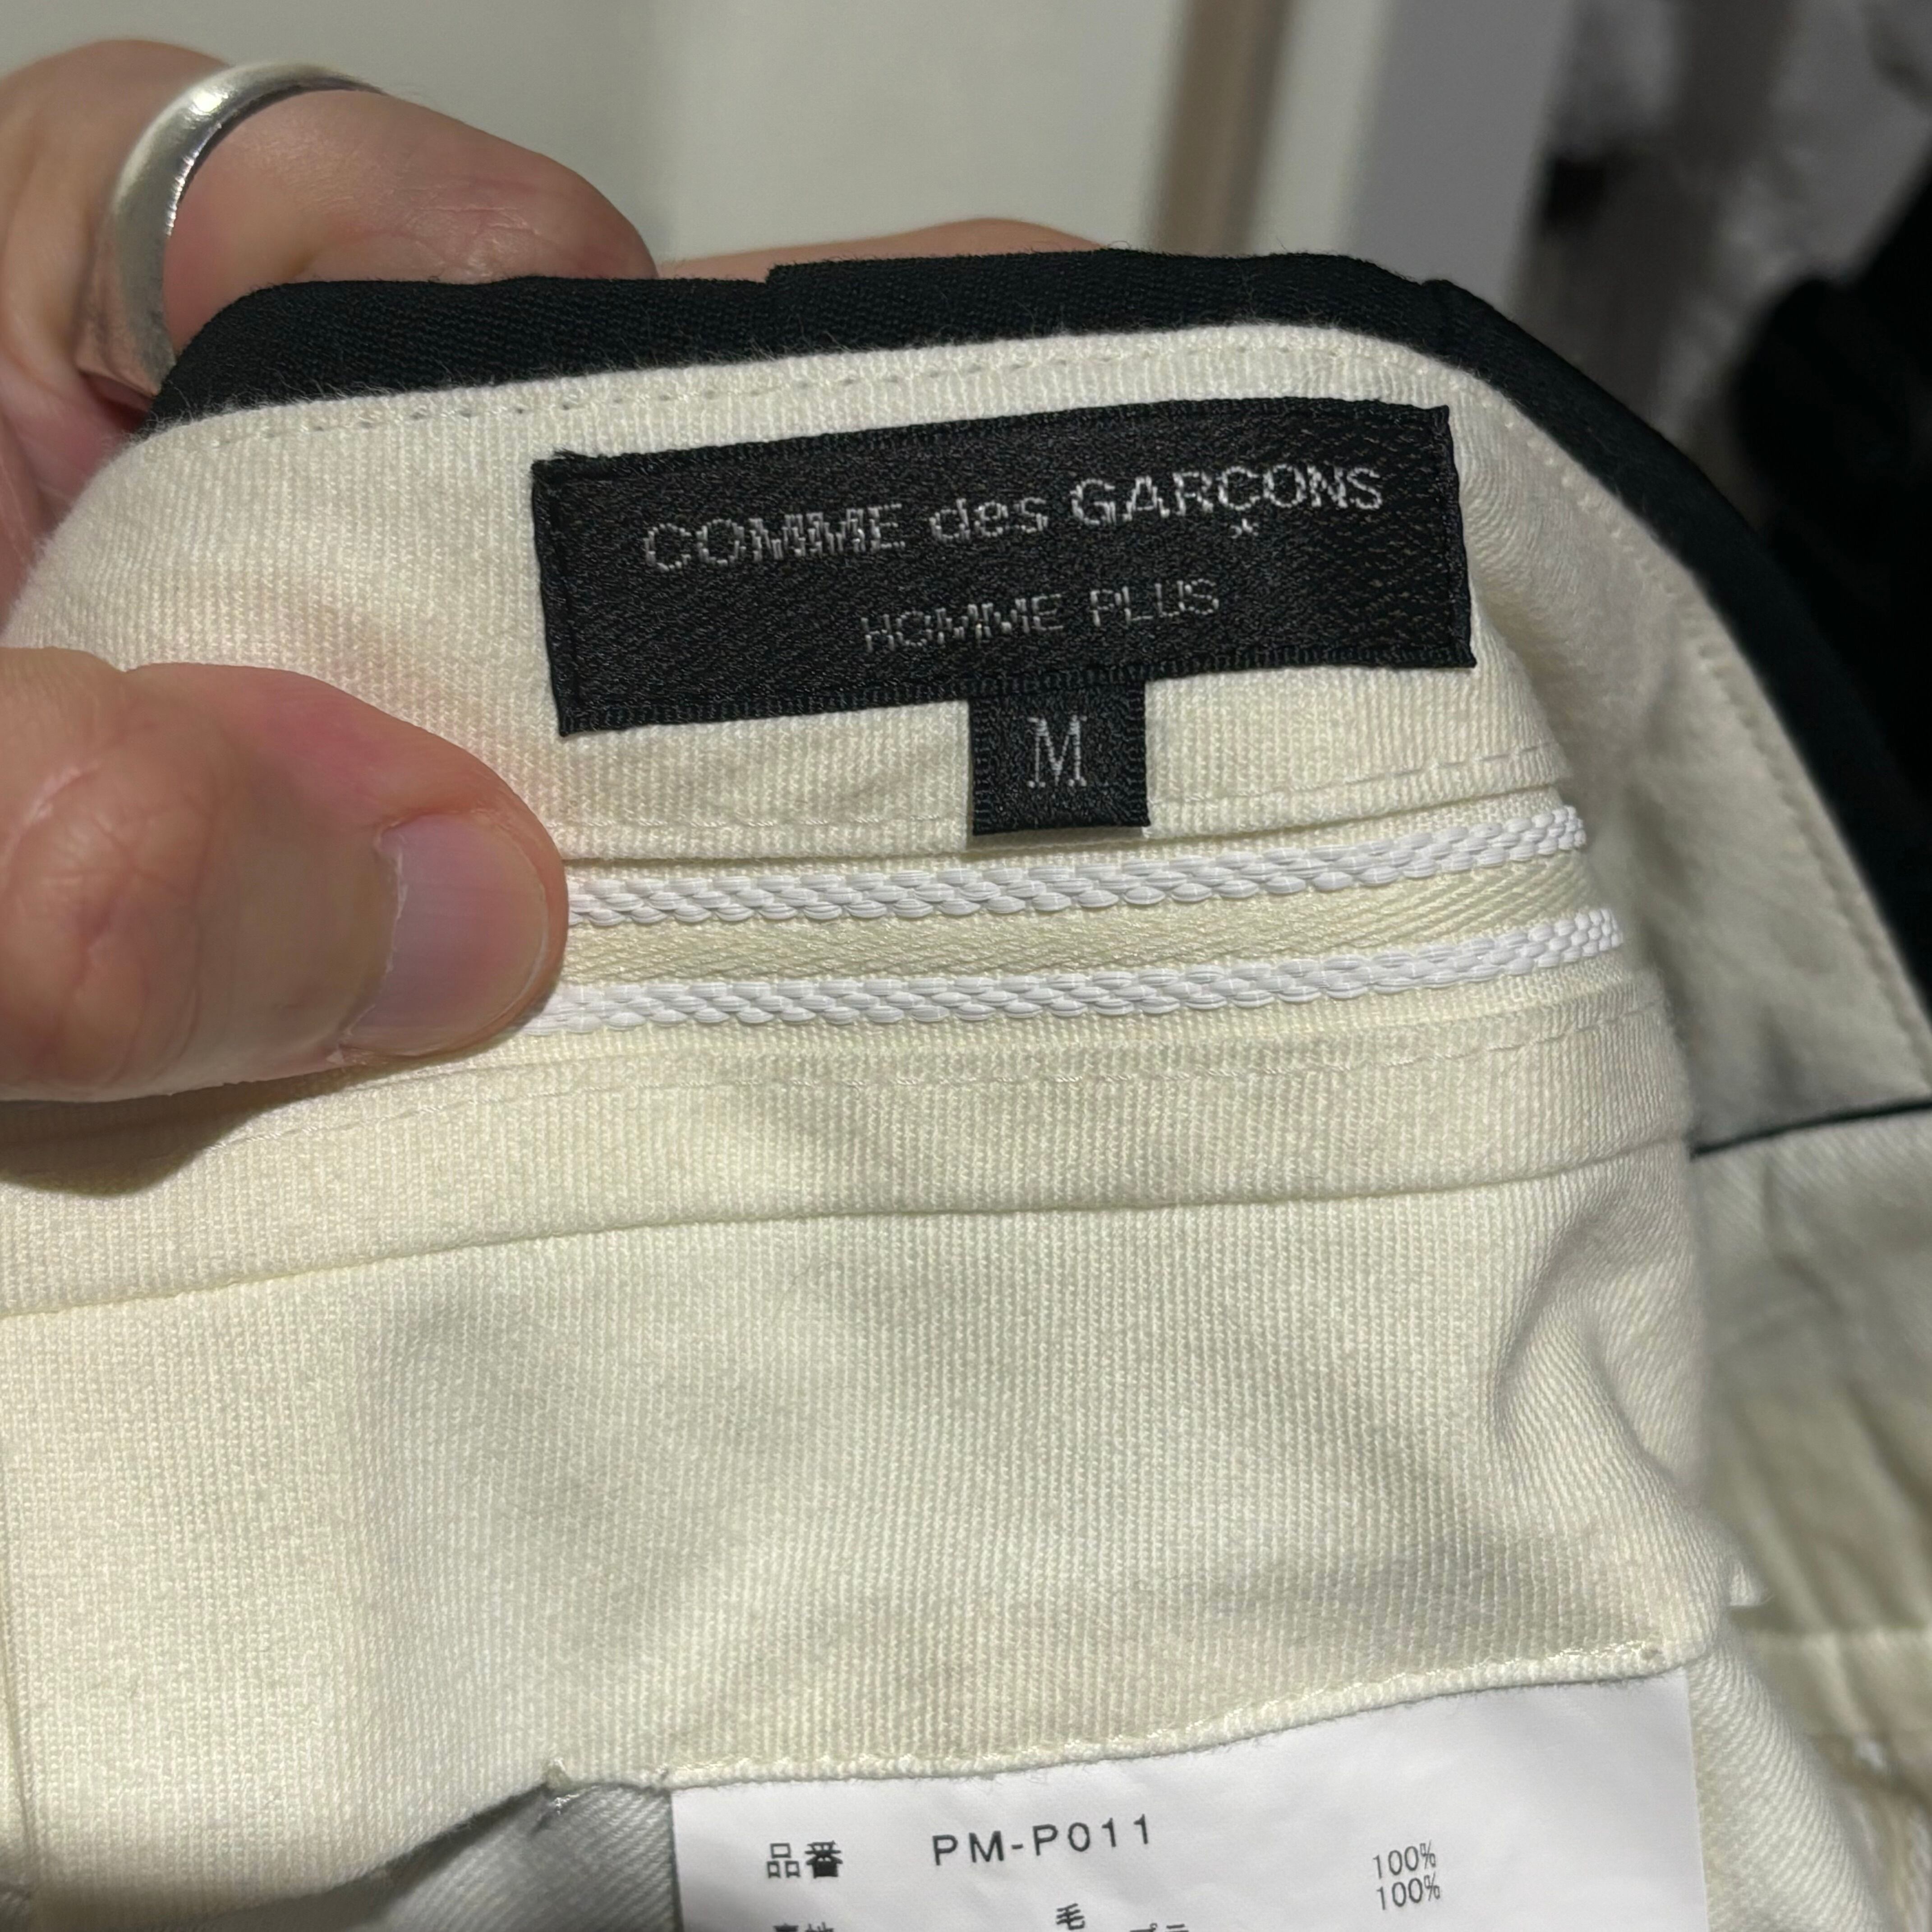 COMME des GARÇONS
HOMME PLUS
M
品番 PM-P011
100%
100%
毛